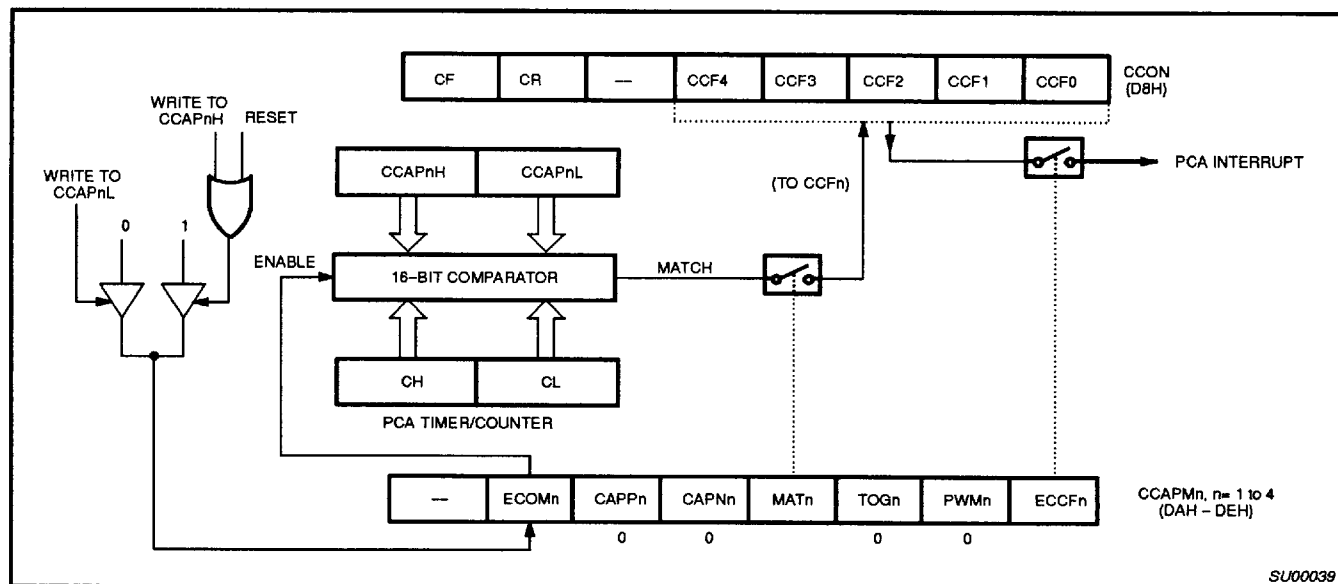 CF CR — CCF4 CCF3 CCF2 CCF1 CCF0
CCON
(D8H)
WRITE TO
CCAPnH
RESET
WRITE TO
CCAPnL
0 1
CCAPnH CCAPnL
(TO CCFn)
PCA INTERRUPT
ENABLE
16–BIT COMPARATOR
MATCH
CH CL
PCA TIMER/COUNTER
— ECOMn CAPPn CAPNn MATn TOGn PWMn ECCFn
CCAPMn, n= 1 to 4
(DAH – DEH)
0 0 0 0
SU00039